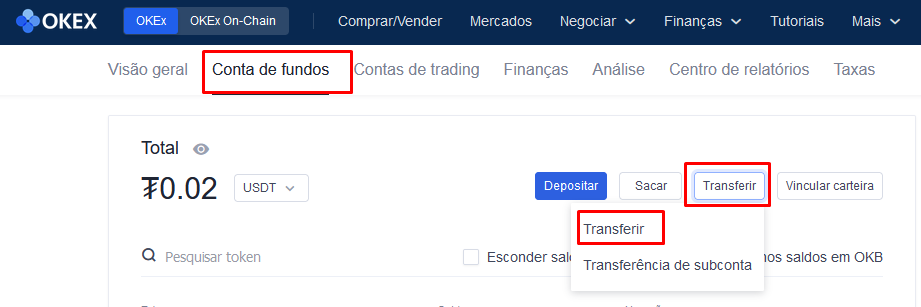 OKEX OKEx OKEx On-Chain Comprar/Vender Mercados Negociar Finanças Tutoriais Mais
Visão geral Conta de fundos Contas de trading Finanças Análise Centro de relatórios Taxas
Total
₮0.02 USDT Depositar Sacar Transferir Vincular carteira
Transferir
Pesquisar token Esconder sal nos saldos em OKB
Transferência de subconta